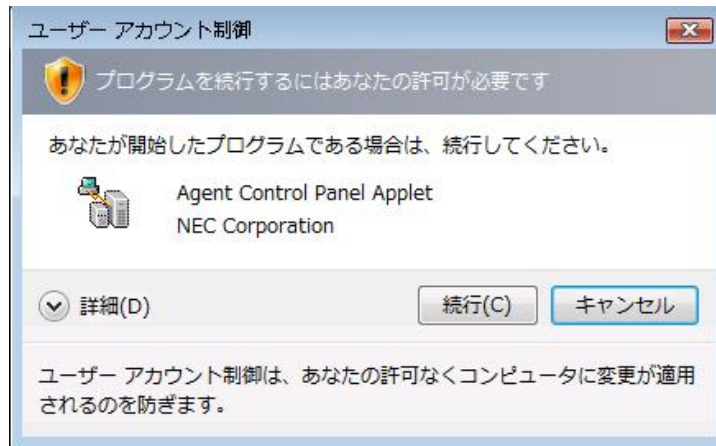 ユーザー アカウント制御
プログラムを続行するにはあなたの許可が必要です
あなたが開始したプログラムである場合は、続行してください。
Agent Control Panel Applet
NEC Corporation
詳細(D)
続行(C)
キャンセル
ユーザー アカウント制御は、あなたの許可なくコンピュータに変更が適用
されるのを防ぎます。